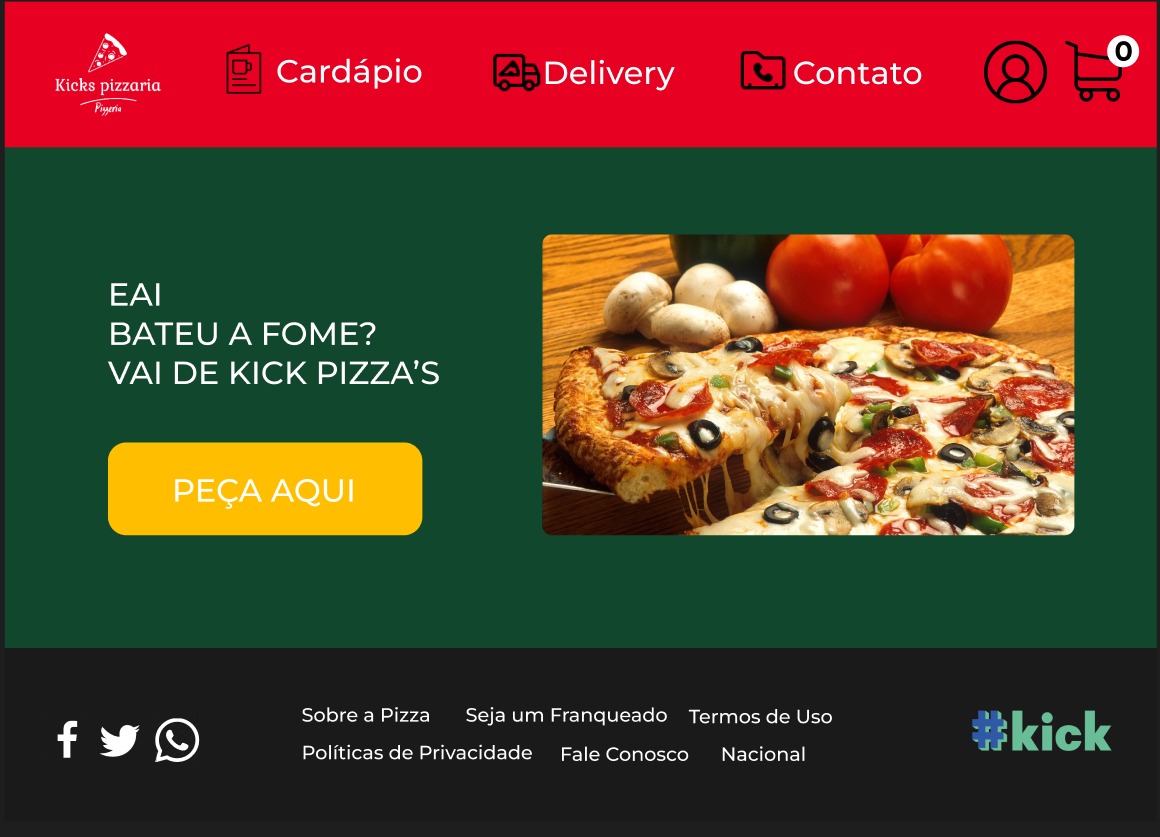 Kicks pizzaria
Pizzeria
Cardápio
Delivery
Contato
0
EAI
BATEU A FOME?
VAI DE KICK PIZZA’S
PEÇA AQUI
Sobre a Pizza Seja um Franqueado Termos de Uso
Políticas de Privacidade Fale Conosco Nacional
#kick